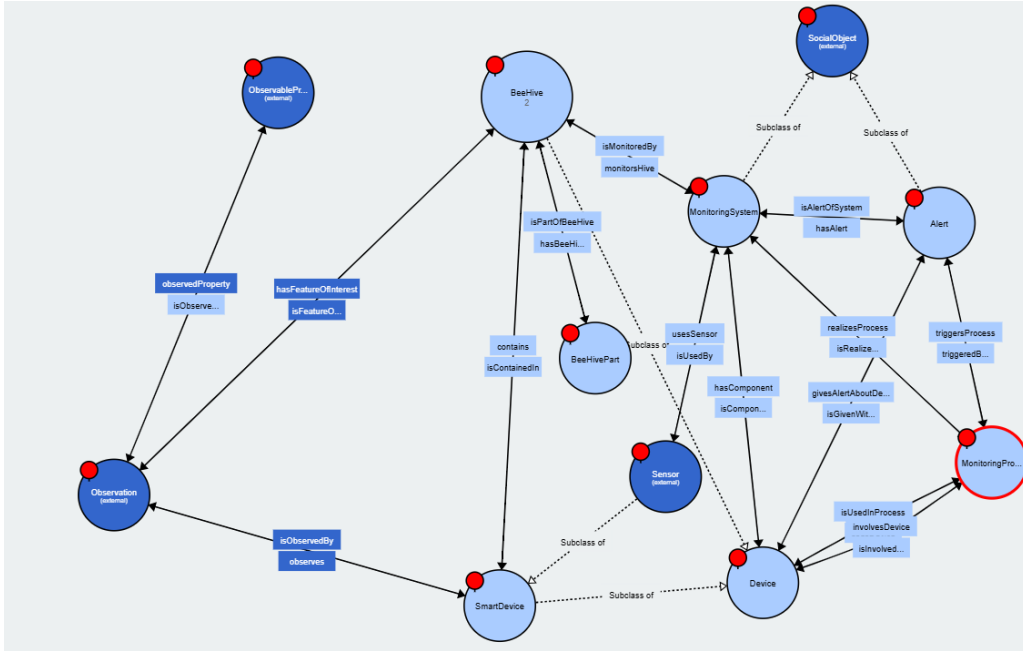 SocialObject
(external)
ObservablePr...
(external)
BeeHive
2
Subclass of
Subclass of
isMonitoredBy
monitorsHive
MonitoringSystem
isAlertOfSystem
hasAlert
Alert
isPartOfBeeHive
hasBeeHi...
observedProperty
isObserve...
hasFeatureOfInterest
isFeatureO...
contains
isContainedIn
BeeHivePart
Subclass of
usesSensor
isUsedBy
realizesProcess
isRealize...
triggersProcess
triggeredB...
hasComponent
isCompon...
givesAlertAboutDe...
isGivenWit...
MonitoringPro...
Observation
(external)
Sensor
(external)
isUsedInProcess
involvesDevice
isInvolved...
isObservedBy
observes
Subclass of
SmartDevice
Subclass of
Device